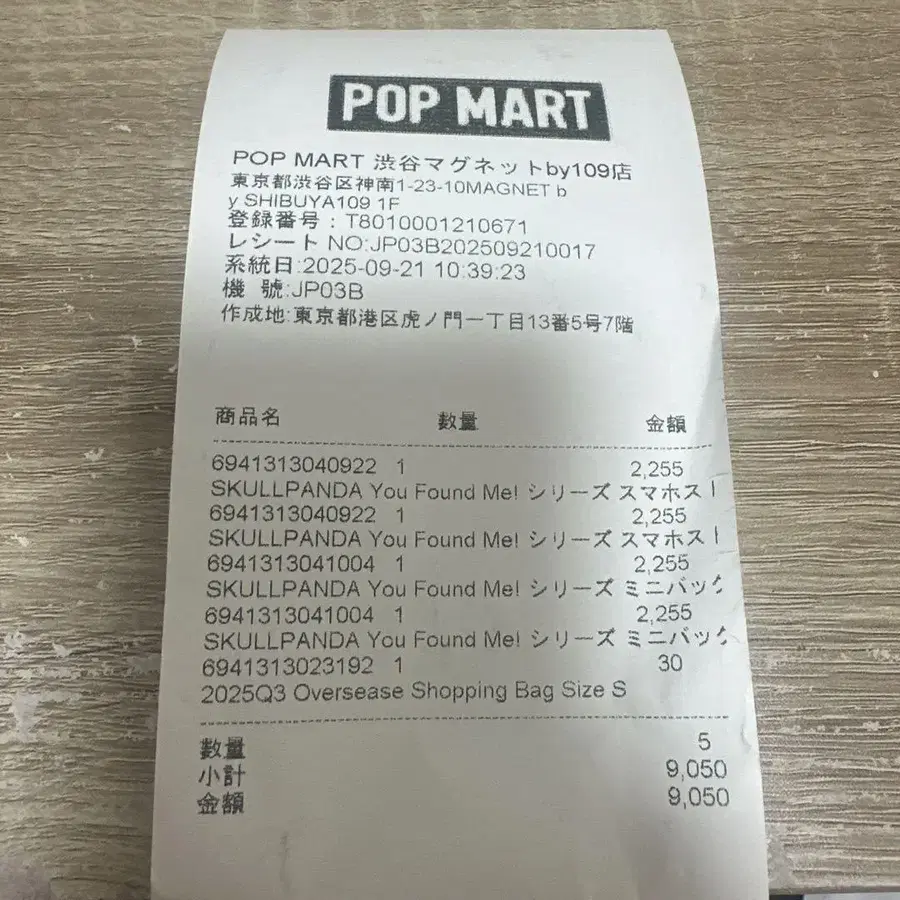 POP MART
POP MART 渋谷マグネットby109店
東京都渋谷区神南1-23-10MAGNET b
y SHIBUYA109 1F
登録番号：T8010001210671
レシート NO:JP03B202509210017
系統日:2025-09-21 10:39:23
機 號:JP03B
作成地:東京都港区虎ノ門一丁目13番5号7階
商品名 数量 金額
6941313040922 1 2,255
SKULLPANDA You Found Me! シリーズ スマホスト
6941313040922 1 2,255
SKULLPANDA You Found Me! シリーズ スマホスト
6941313041004 1 2,255
SKULLPANDA You Found Me! シリーズ ミニバッグ
6941313041004 1 2,255
SKULLPANDA You Found Me! シリーズ ミニバッグ
6941313023192 1 30
2025Q3 Oversease Shopping Bag Size S
數量 5
小計 9,050
金額 9,050